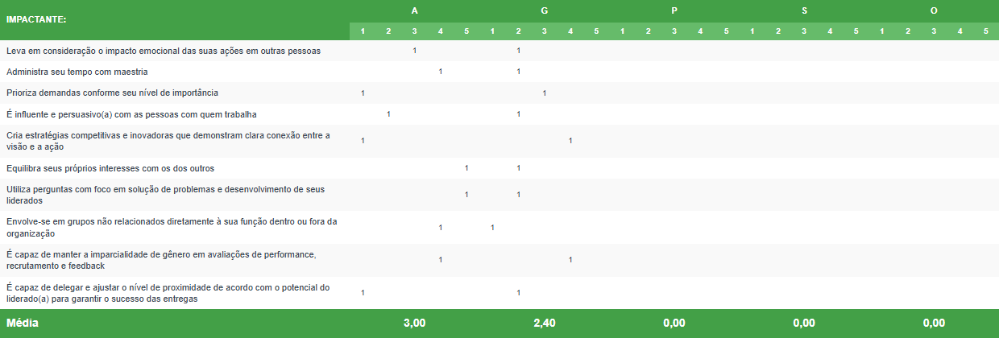 IMPACTANTE: A G P S O
1 2 3 4 5 1 2 3 4 5 1 2 3 4 5 1 2 3 4 5 1 2 3 4 5
Leva em consideração o impacto emocional das suas ações em outras pessoas 1 1
Administra seu tempo com maestria 1 1
Prioriza demandas conforme seu nível de importância 1 1
É influente e persuasivo(a) com as pessoas com quem trabalha 1 1
Cria estratégias competitivas e inovadoras que demonstram clara conexão entre a
visão e a ação 1 1
Equilibra seus próprios interesses com os dos outros 1 1
Utiliza perguntas com foco em solução de problemas e desenvolvimento de seus
liderados 1 1
Envolve-se em grupos não relacionados diretamente à sua função dentro ou fora da
organização 1 1
É capaz de manter a imparcialidade de gênero em avaliações de performance,
recrutamento e feedback 1 1
É capaz de delegar e ajustar o nível de proximidade de acordo com o potencial do
liderado(a) para garantir o sucesso das entregas 1 1
Média 3,00 2,40 0,00 0,00 0,00